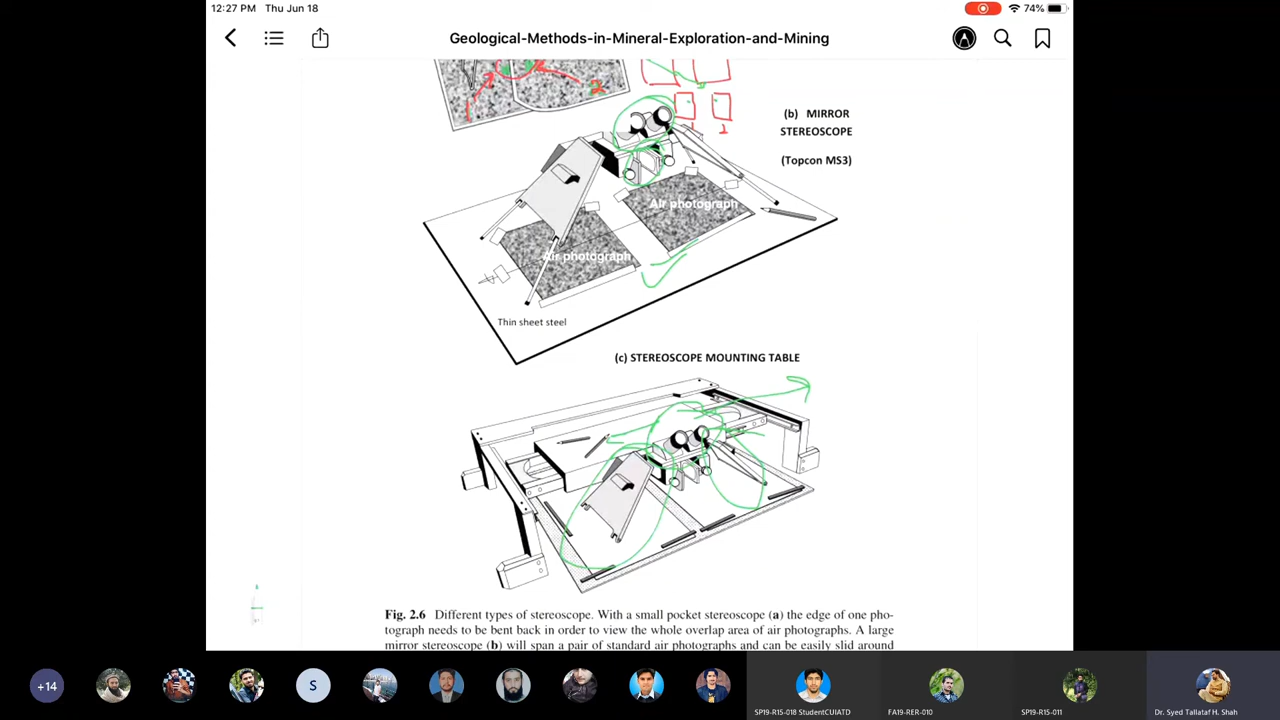 12:27 PM Thu Jun 18
74%
Geological-Methods-in-Mineral-Exploration-and-Mining
2
2
(b) MIRROR
STEREOSCOPE
(Topcon MS3)
Air photograph
Air photograph
Thin sheet steel
(c) STEREOSCOPE MOUNTING TABLE
Fig. 2.6 Different types of stereoscope. With a small pocket stereoscope (a) the edge of one pho-
tograph needs to be bent back in order to view the whole overlap area of air photographs. A large
mirror stereoscope (b) will span a pair of standard air photographs and can be easily slid around
+14
S
SP19-R15-018 StudentCUIATD
FA19-RER-010
SP19-R15-011
Dr. Syed Tallataf H. Shah